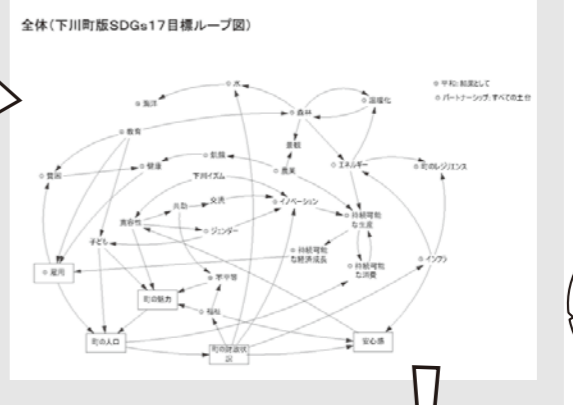 全体(下川町版SDGs17目標ループ図)
水
海洋
森林
温暖化
平和:結果として
パートナーシップ:すべての土台
教育
景観
飢餓
健康
農業
エネルギー
町のレジリエンス
貧困
下川イズム
共助
交流
イノベーション
寛容性
ジェンダー
持続可能
な生産
子ども
持続可能
な経済成長
持続可能
な消費
インフラ
雇用
不平等
町の魅力
福祉
町の人口
町の財政状
況
安心感